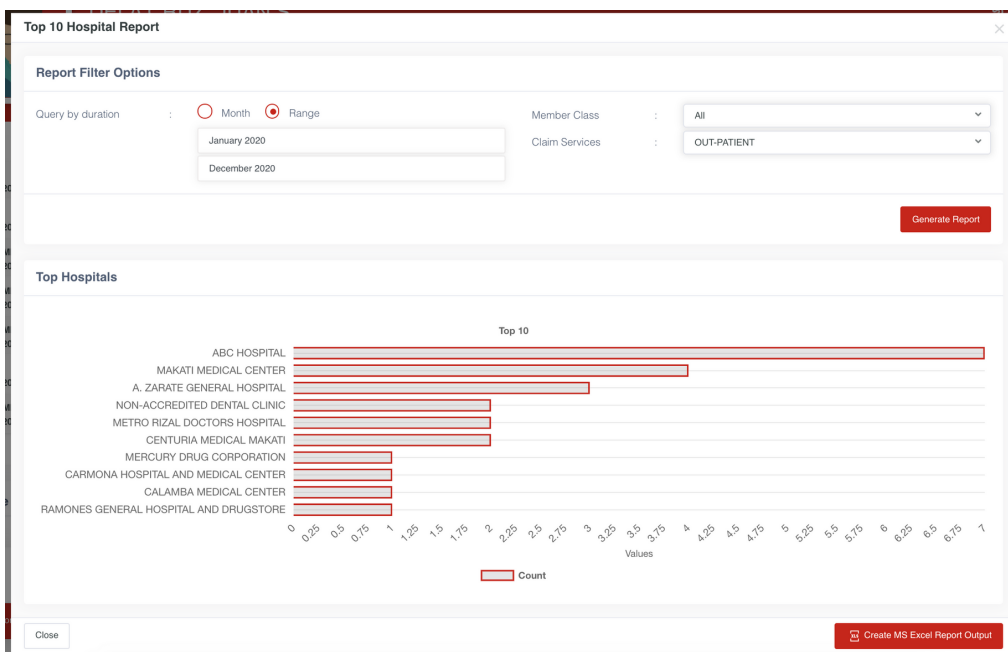 Top 10 Hospital Report
Report Filter Options
Query by duration : Month Range
January 2020
December 2020
Member Class : All
Claim Services : OUT-PATIENT
Generate Report
Top Hospitals
Top 10
ABC HOSPITAL
MAKATI MEDICAL CENTER
A. ZARATE GENERAL HOSPITAL
NON-ACCREDITED DENTAL CLINIC
METRO RIZAL DOCTORS HOSPITAL
CENTURIA MEDICAL MAKATI
MERCURY DRUG CORPORATION
CARMONA HOSPITAL AND MEDICAL CENTER
CALAMBA MEDICAL CENTER
RAMONES GENERAL HOSPITAL AND DRUGSTORE
0 0.25 0.5 0.75 1 1.25 1.5 1.75 2 2.25 2.5 2.75 3 3.25 3.5 3.75 4 4.25 4.5 4.75 5 5.25 5.5 5.75 6 6.25 6.5 6.75 7
Values
Count
Close
Create MS Excel Report Output